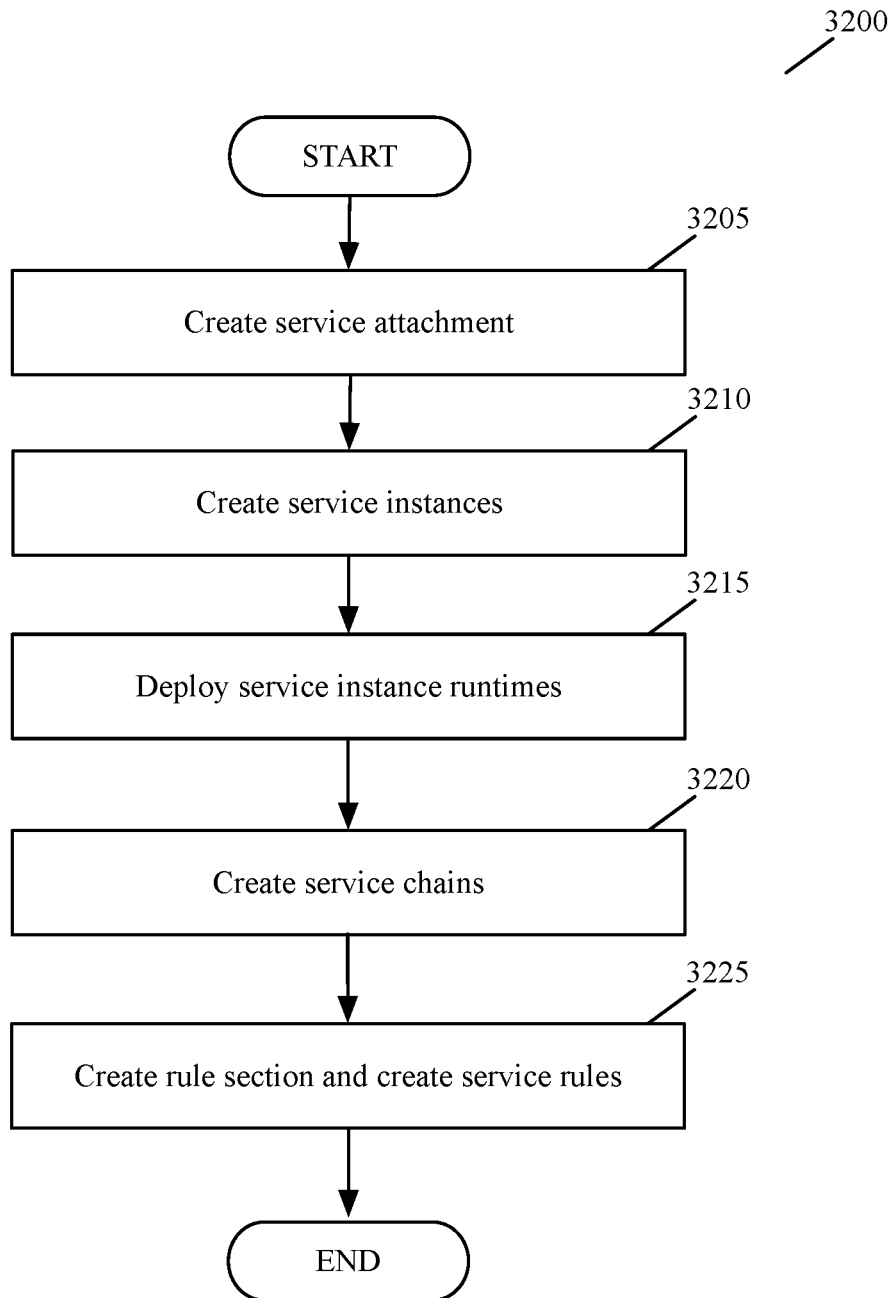 3200
START
3205
Create service attachment
3210
Create service instances
3215
Deploy service instance runtimes
3220
Create service chains
3225
Create rule section and create service rules
END